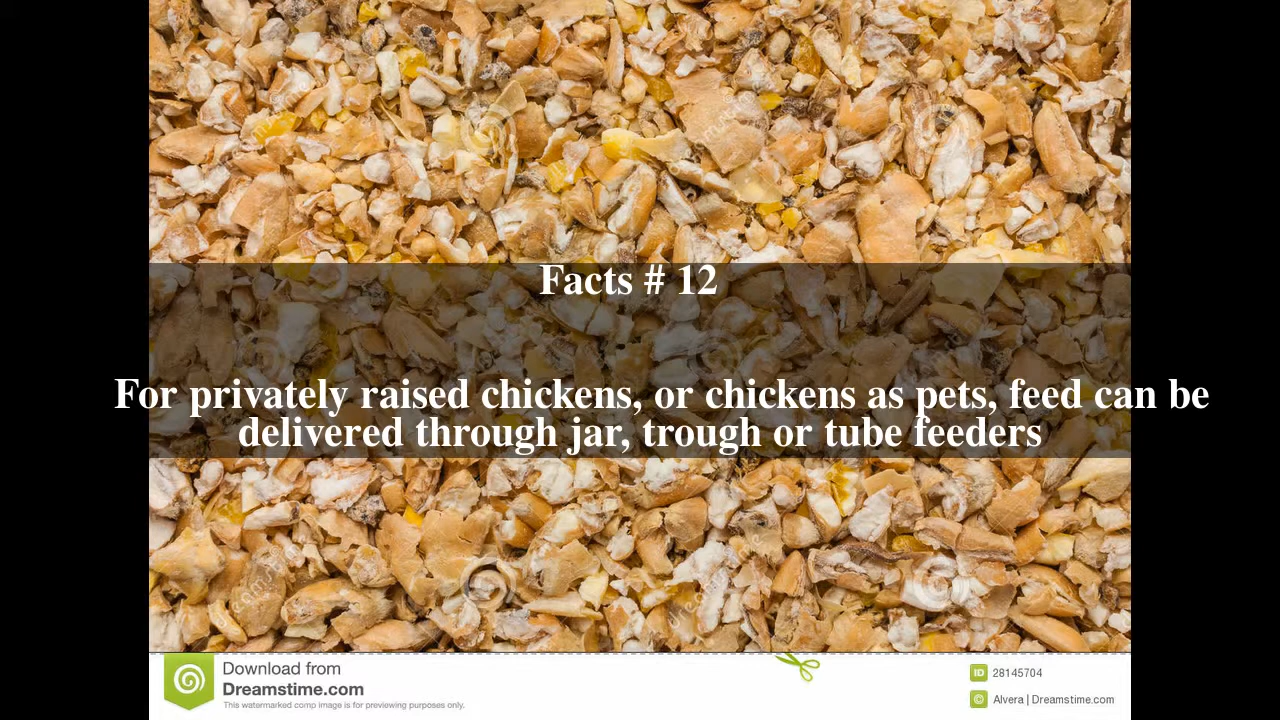 Facts # 12
For privately raised chickens, or chickens as pets, feed can be
delivered through jar, trough or tube feeders
Download from
Dreamstime.com
This watermarked comp image is for previewing purposes only.
ID 28145704
© Alvera | Dreamstime.com